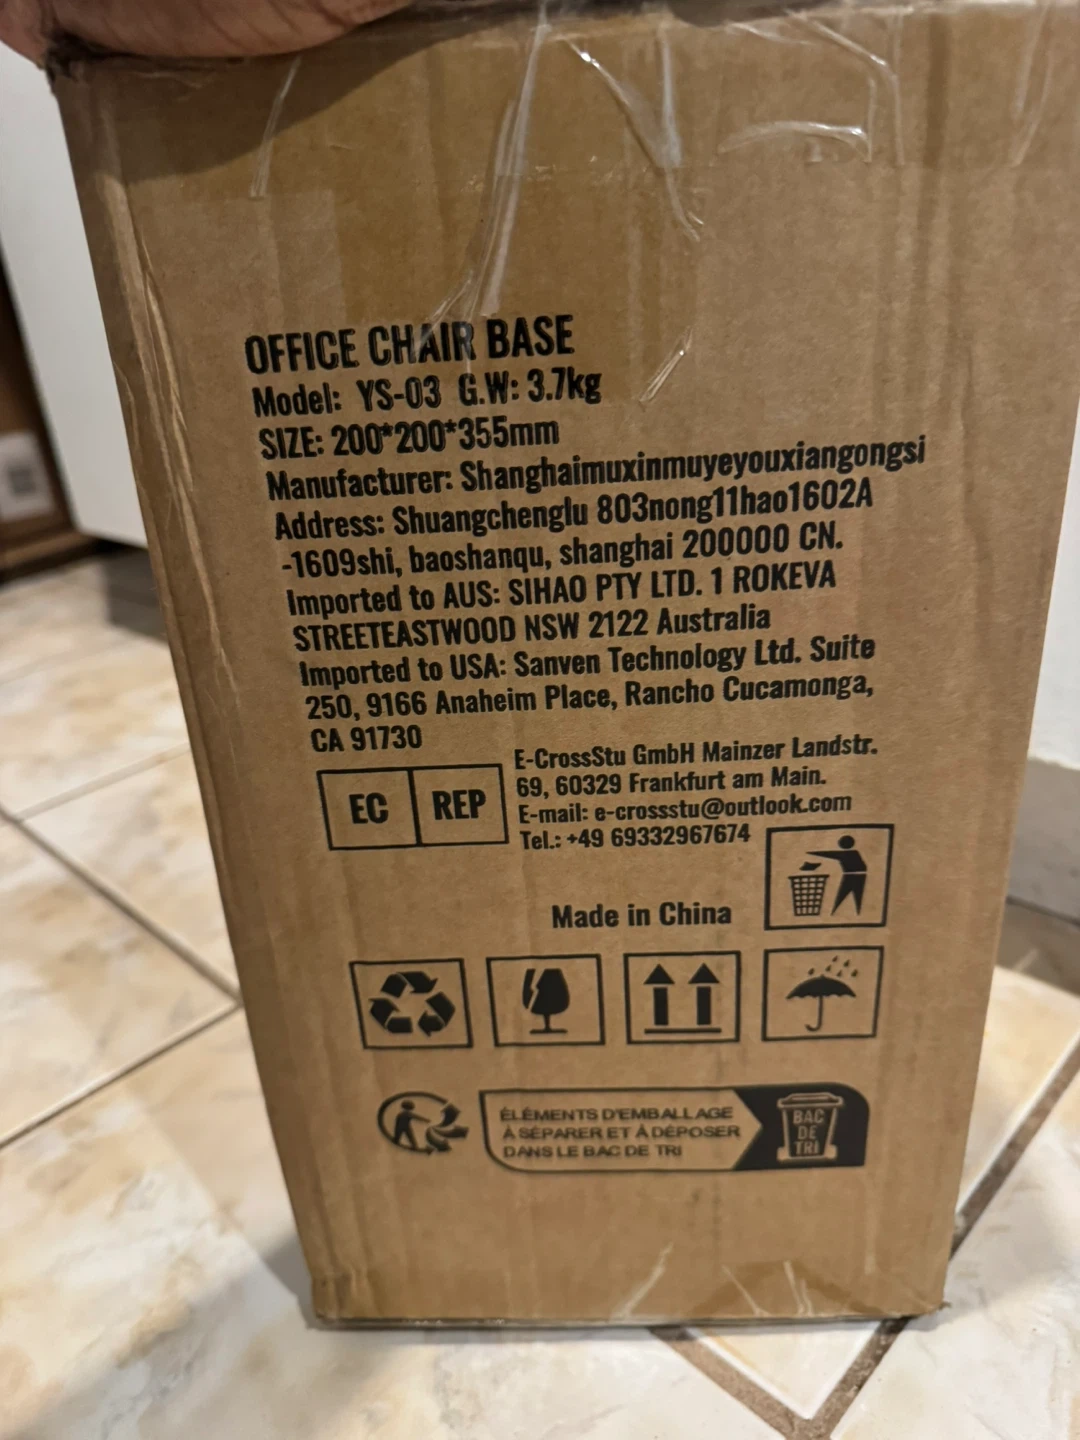 OFFICE CHAIR BASE
Model: YS-03 G.W: 3.7kg
SIZE: 200*200*355mm
Manufacturer: Shanghaimuxinmuyeyouxiangongsi
Address: Shuangchenglu 803nong11hao1602A
-1609shi, baoshanqu, shanghai 200000 CN.
Imported to AUS: SIHAO PTY LTD. 1 ROKEVA
STREETEASTWOOD NSW 2122 Australia
Imported to USA: Sanven Technology Ltd. Suite
250, 9166 Anaheim Place, Rancho Cucamonga,
CA 91730
EC REP
E-CrossStu GmbH Mainzer Landstr.
69, 60329 Frankfurt am Main.
E-mail: e-crossstu@outlook.com
Tel.: +49 69332967674
Made in China
ÉLÉMENTS D'EMBALLAGE
À SÉPARER ET À DÉPOSER
DANS LE BAC DE TRI
BAC
DE
TRI